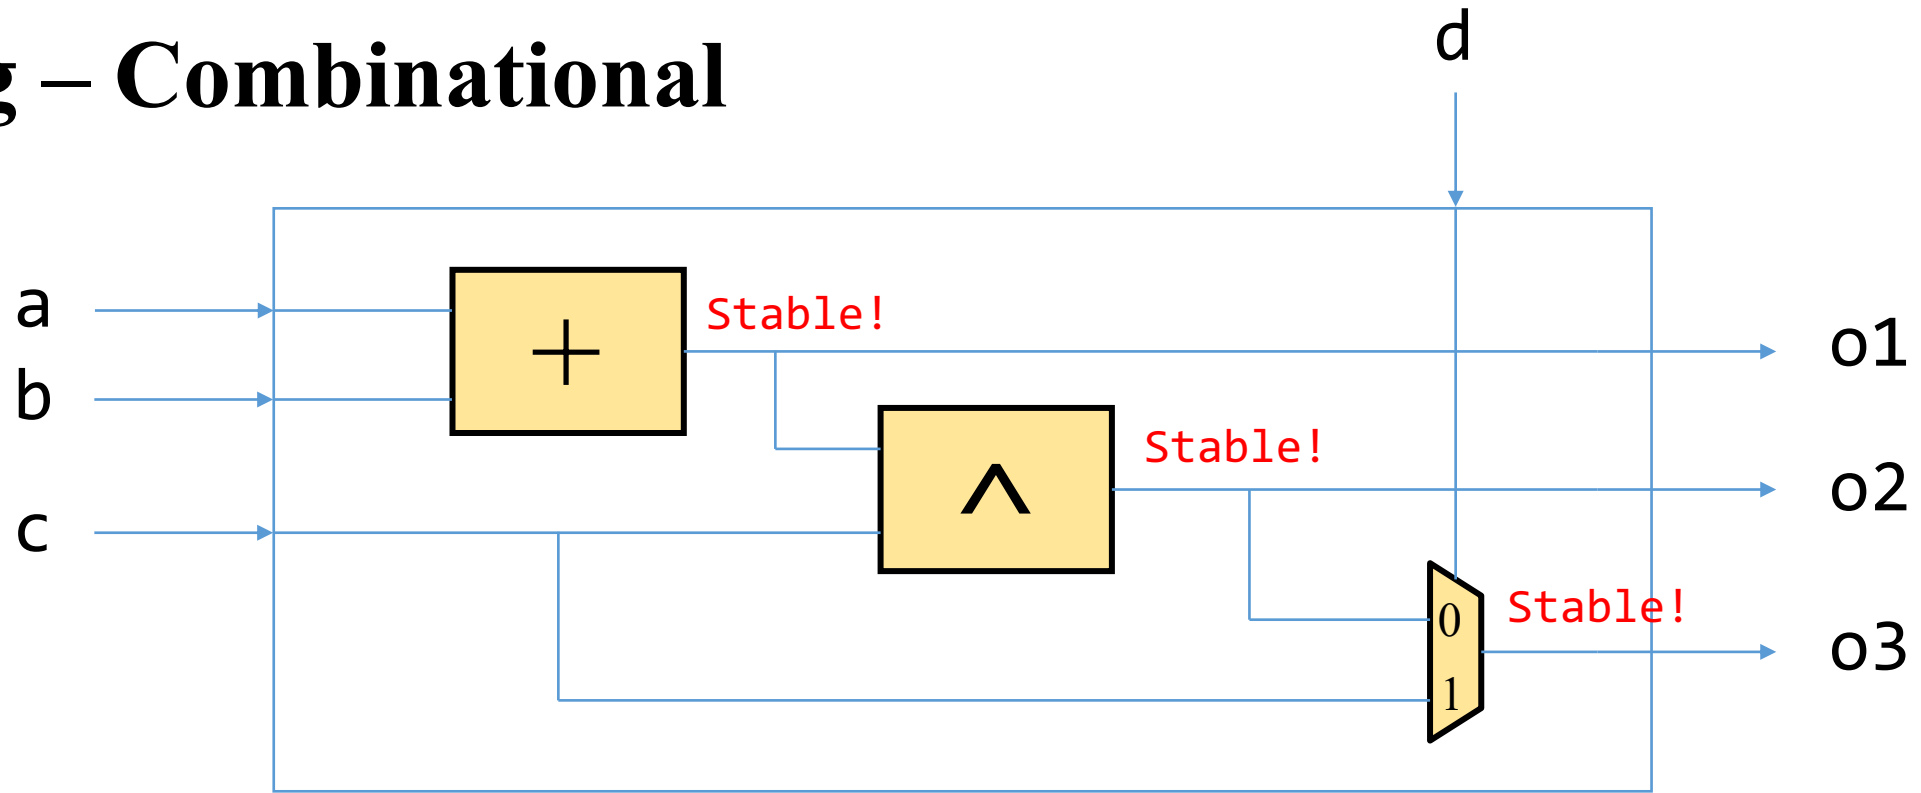 g – Combinational
d
a
b
c
+
Stable!
^
Stable!
0
1
Stable!
o1
o2
o3